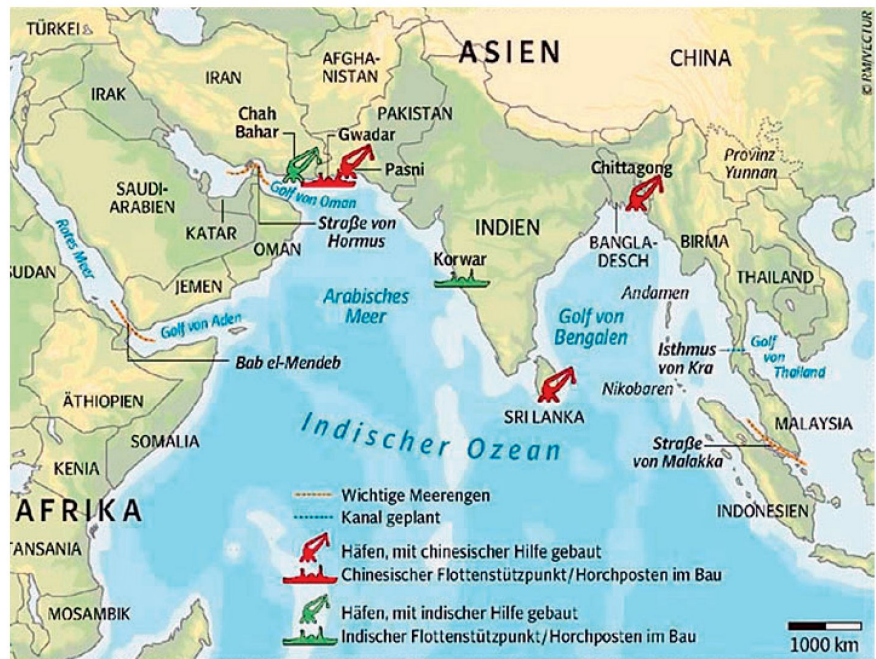 TÜRKEI
ASIEN
CHINA
© RM/VECTUR
AFGHA-
NISTAN
IRAN
IRAK
PAKISTAN
Chah
Bahar
Gwadar
Pasni
Chittagong
Provinz
Yunnan
SAUDI-
ARABIEN
Golf von Oman
KATAR
Straße von
Hormus
OMAN
INDIEN
BANGLA-
DESCH
BIRMA
Rotes Meer
SUDAN
JEMEN
Korwar
THAILAND
Arabisches
Meer
Andamen
Golf von
Bengalen
Golf von Aden
Isthmus
von Kra
Golf
von
Thailand
Bab el-Mendeb
Nikobaren
ÄTHIOPIEN
SRI LANKA
MALAYSIA
SOMALIA
Indischer Ozean
Straße
von Malakka
KENIA
AFRIKA
INDONESIEN
TANSANIA
MOSAMBIK
Wichtige Meerengen
Kanal geplant
Häfen, mit chinesischer Hilfe gebaut
Chinesischer Flottenstützpunkt/Horchposten im Bau
Häfen, mit indischer Hilfe gebaut
Indischer Flottenstützpunkt/Horchposten im Bau
1000 km